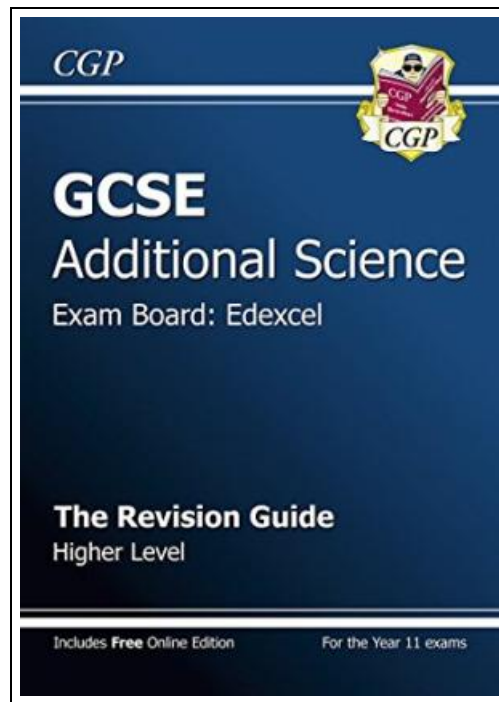 CGP
CGP
CGP
GCSE
Additional Science
Exam Board: Edexcel
The Revision Guide
Higher Level
Includes Free Online Edition
For the Year 11 exams